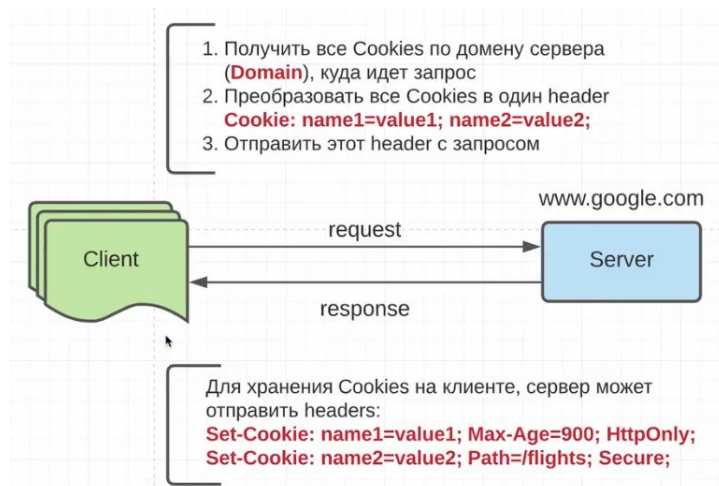 1. Получить все Cookies по домену сервера
(Domain), куда идет запрос
2. Преобразовать все Cookies в один header
Cookie: name1=value1; name2=value2;
3. Отправить этот header с запросом
www.google.com
request
Client
Server
response
Для хранения Cookies на клиенте, сервер может
отправить headers:
Set-Cookie: name1=value1; Max-Age=900; HttpOnly;
Set-Cookie: name2=value2; Path=/flights; Secure;